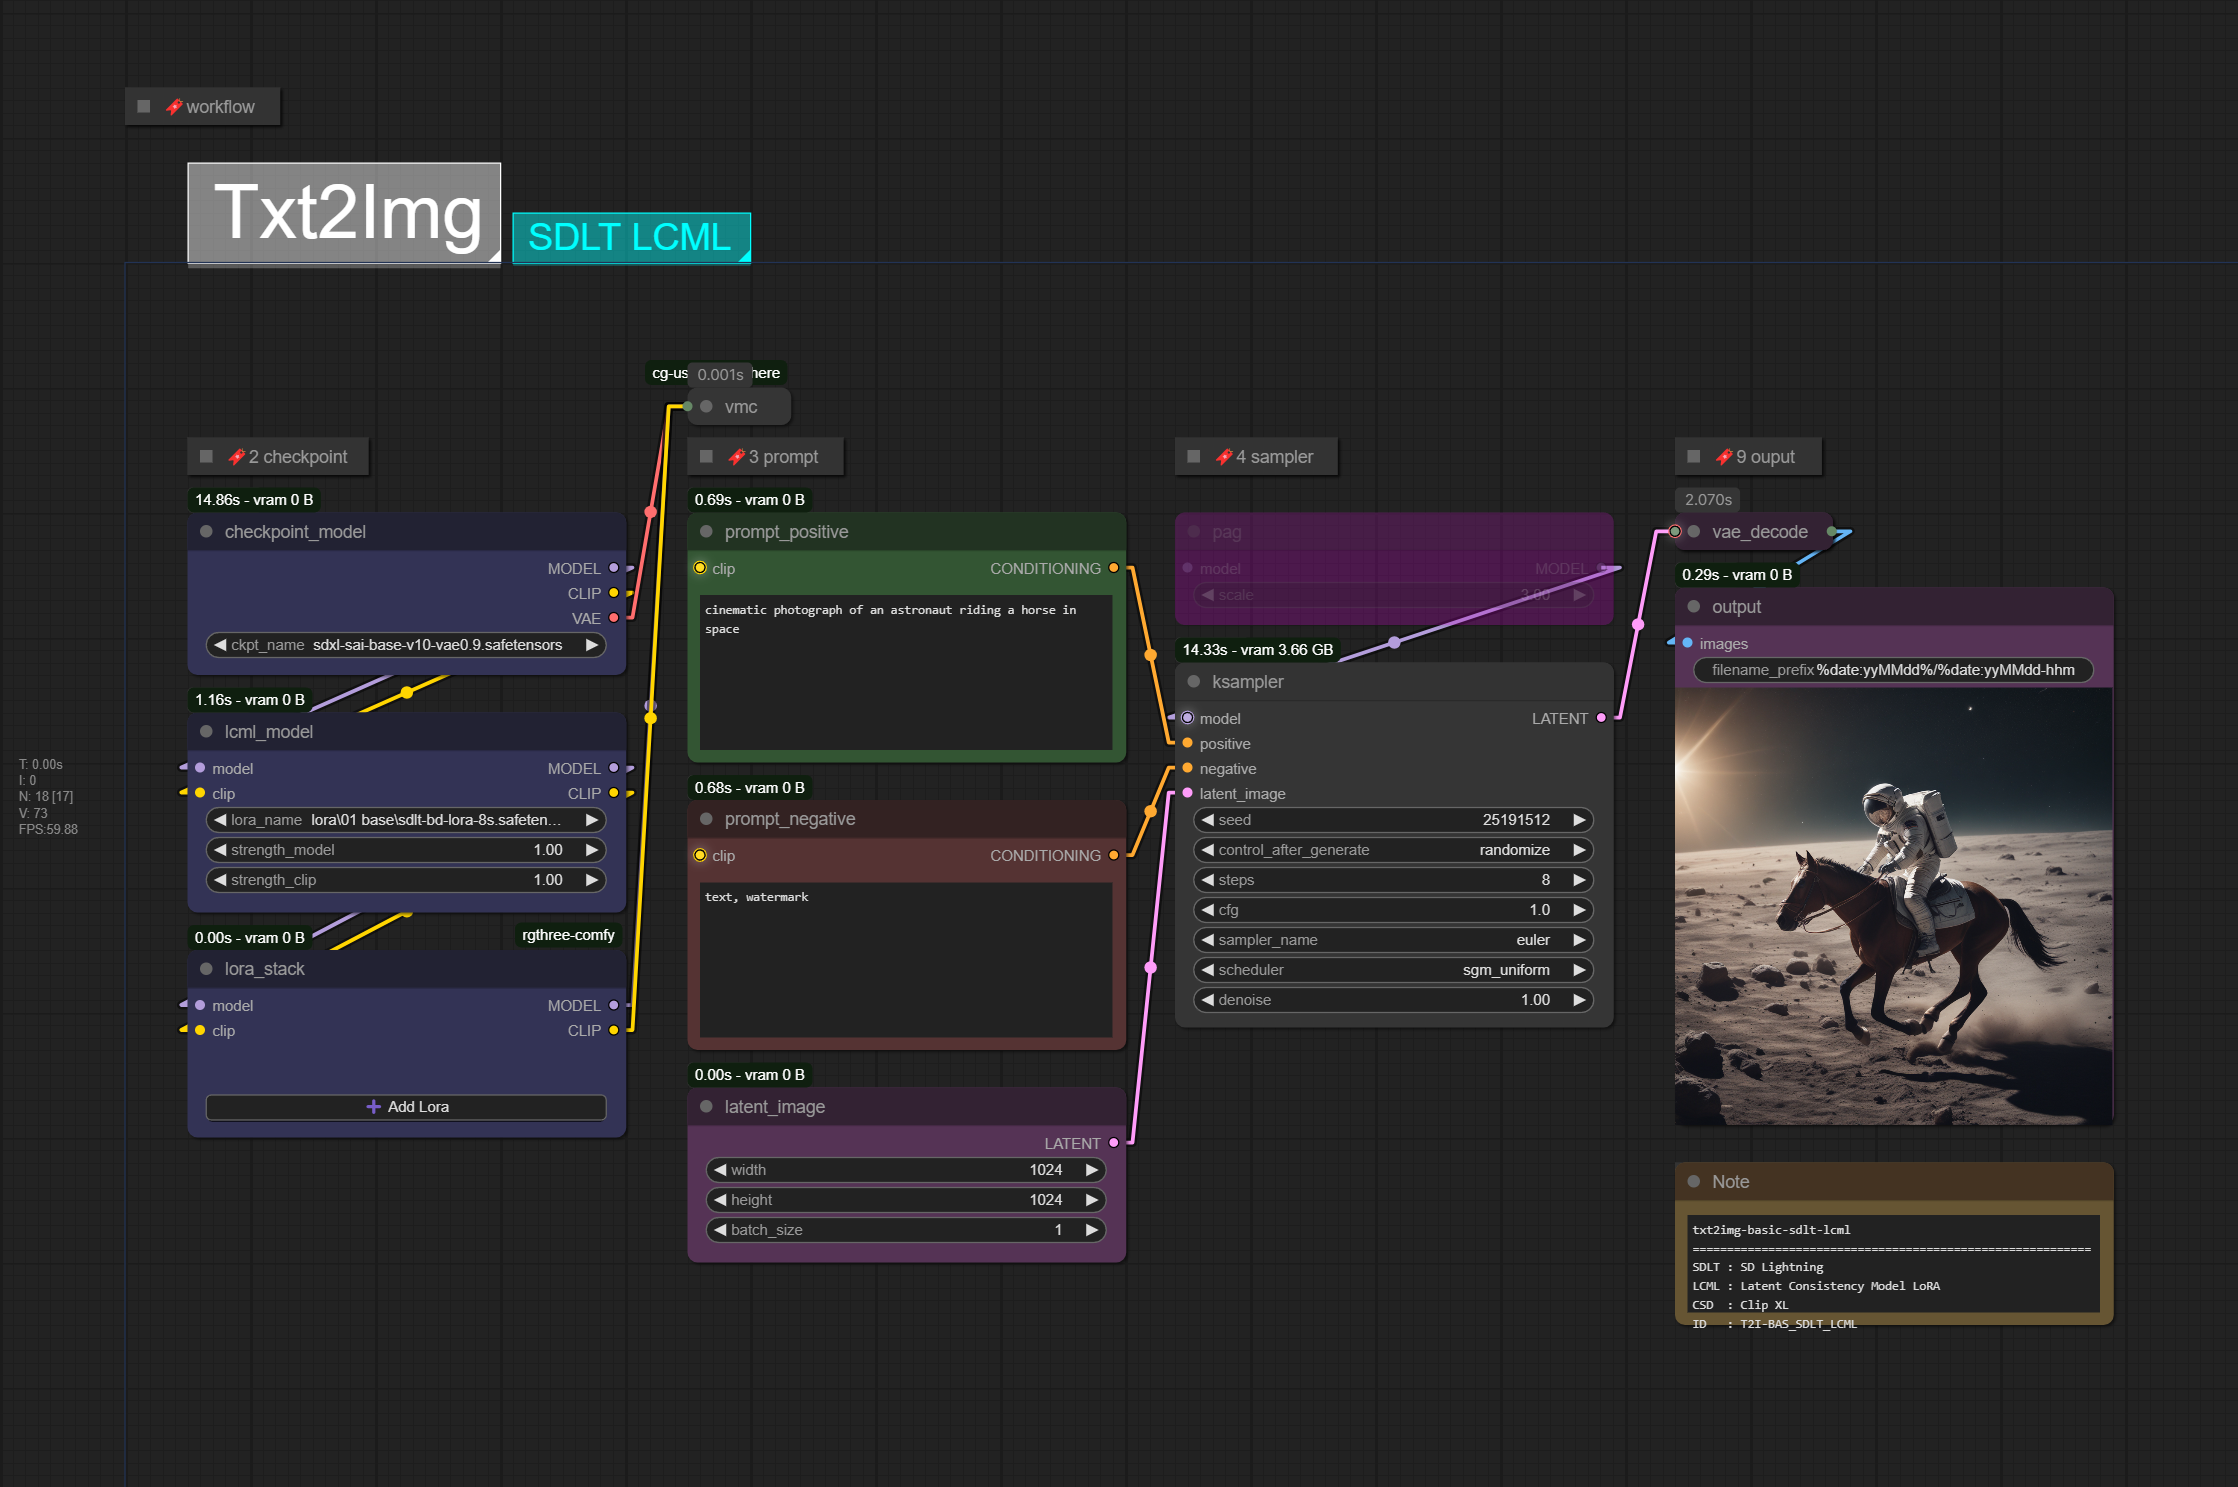 workflow
Txt2Img
SDLT LCML
cg-us
0.001s
here
vmc
2 checkpoint
14.86s - vram 0 B
checkpoint_model
MODEL
CLIP
VAE
ckpt_name sdxl-sai-base-v10-vae0.9.safetensors
1.16s - vram 0 B
lcml_model
model MODEL
clip CLIP
lora_name lora\01 base\sdlt-bd-lora-8s.safeten...
strength_model 1.00
strength_clip 1.00
0.00s - vram 0 B
rgthree-comfy
lora_stack
model MODEL
clip CLIP
Add Lora
T: 0.00s
I: 0
N: 18 [17]
V: 73
FPS:59.88
3 prompt
0.69s - vram 0 B
prompt_positive
clip CONDITIONING
cinematic photograph of an astronaut riding a horse in
space
0.68s - vram 0 B
prompt_negative
clip CONDITIONING
text, watermark
0.00s - vram 0 B
latent_image
LATENT
width 1024
height 1024
batch_size 1
4 sampler
pag
model MODEL
scale 3.00
14.33s - vram 3.66 GB
ksampler
model LATENT
positive
negative
latent_image
seed 25191512
control_after_generate randomize
steps 8
cfg 1.0
sampler_name euler
scheduler sgm_uniform
denoise 1.00
9 ouput
2.070s
vae_decode
0.29s - vram 0 B
output
images
filename_prefix %date:yyMMdd%/%date:yyMMdd-hhm
Note
txt2img-basic-sdlt-lcml
==========================================================
SDLT : SD Lightning
LCML : Latent Consistency Model LoRA
CSD : Clip XL
ID : T2I-BAS_SDLT_LCML